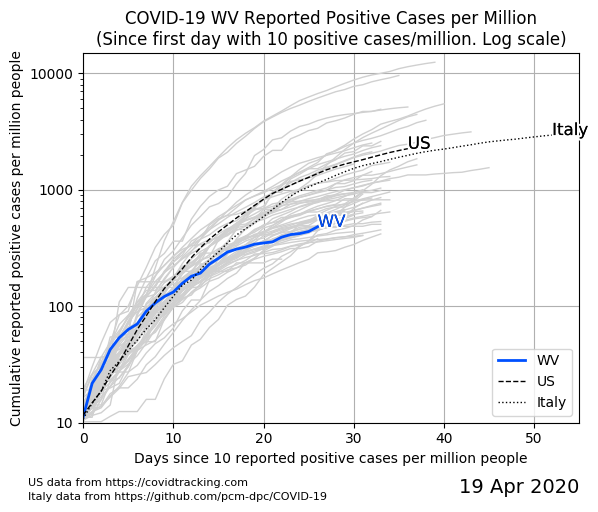 COVID-19 WV Reported Positive Cases per Million
(Since first day with 10 positive cases/million. Log scale)
Cumulative reported positive cases per million people
10000
1000
100
10
Italy
US
WV
WV
US
Italy
0
10
20
30
40
50
Days since 10 reported positive cases per million people
US data from https://covidtracking.com
Italy data from https://github.com/pcm-dpc/COVID-19
19 Apr 2020